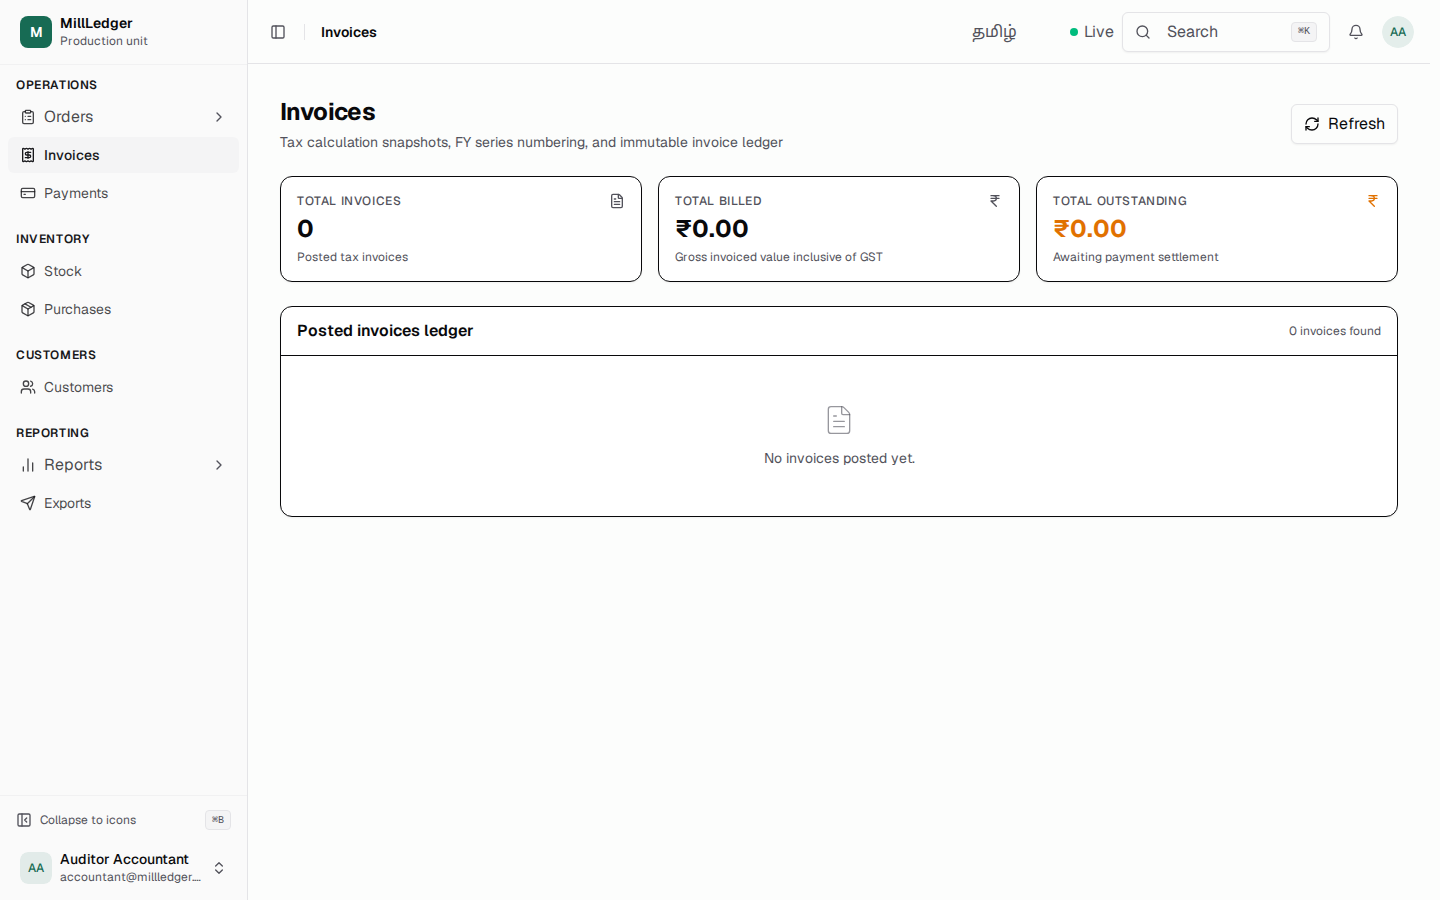 M
MillLedger
Production unit
OPERATIONS
Orders
Invoices
Payments
INVENTORY
Stock
Purchases
CUSTOMERS
Customers
REPORTING
Reports
Exports
Collapse to icons
⌘B
AA
Auditor Accountant
accountant@millledger....
Invoices
தமிழ்
Live
Search
⌘K
AA
Invoices
Tax calculation snapshots, FY series numbering, and immutable invoice ledger
Refresh
TOTAL INVOICES
0
Posted tax invoices
TOTAL BILLED
₹
₹0.00
Gross invoiced value inclusive of GST
TOTAL OUTSTANDING
₹
₹0.00
Awaiting payment settlement
Posted invoices ledger
0 invoices found
No invoices posted yet.